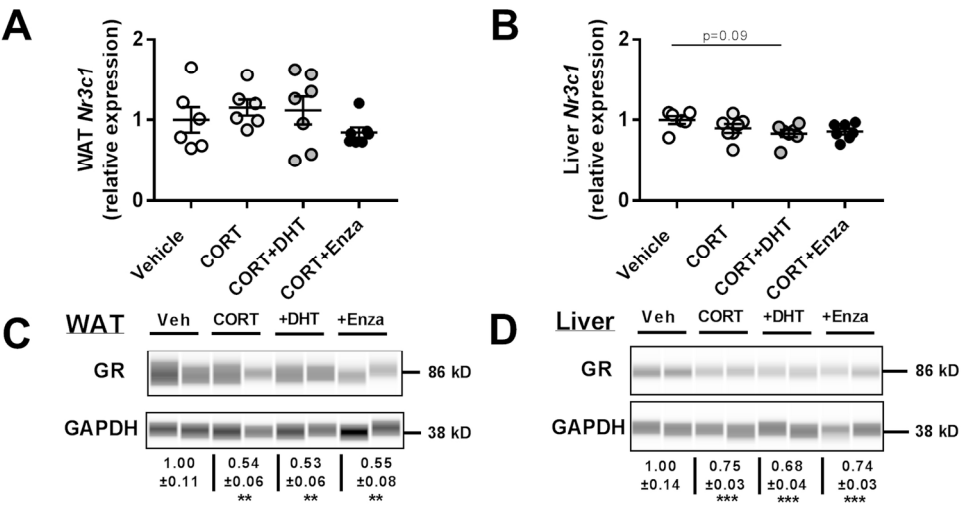 A
2
1
0
WAT Nr3c1
(relative expression)
Vehicle
CORT
CORT+DHT
CORT+Enza
B
2
1
0
Liver Nr3c1
(relative expression)
p=0.09
Vehicle
CORT
CORT+DHT
CORT+Enza
C
WAT
Veh CORT +DHT +Enza
GR
86 kD
GAPDH
38 kD
1.00 0.54 0.53 0.55
±0.11 ±0.06 ±0.06 ±0.08
** ** **
D
Liver
Veh CORT +DHT +Enza
GR
86 kD
GAPDH
38 kD
1.00 0.75 0.68 0.74
±0.14 ±0.03 ±0.04 ±0.03
*** *** ***